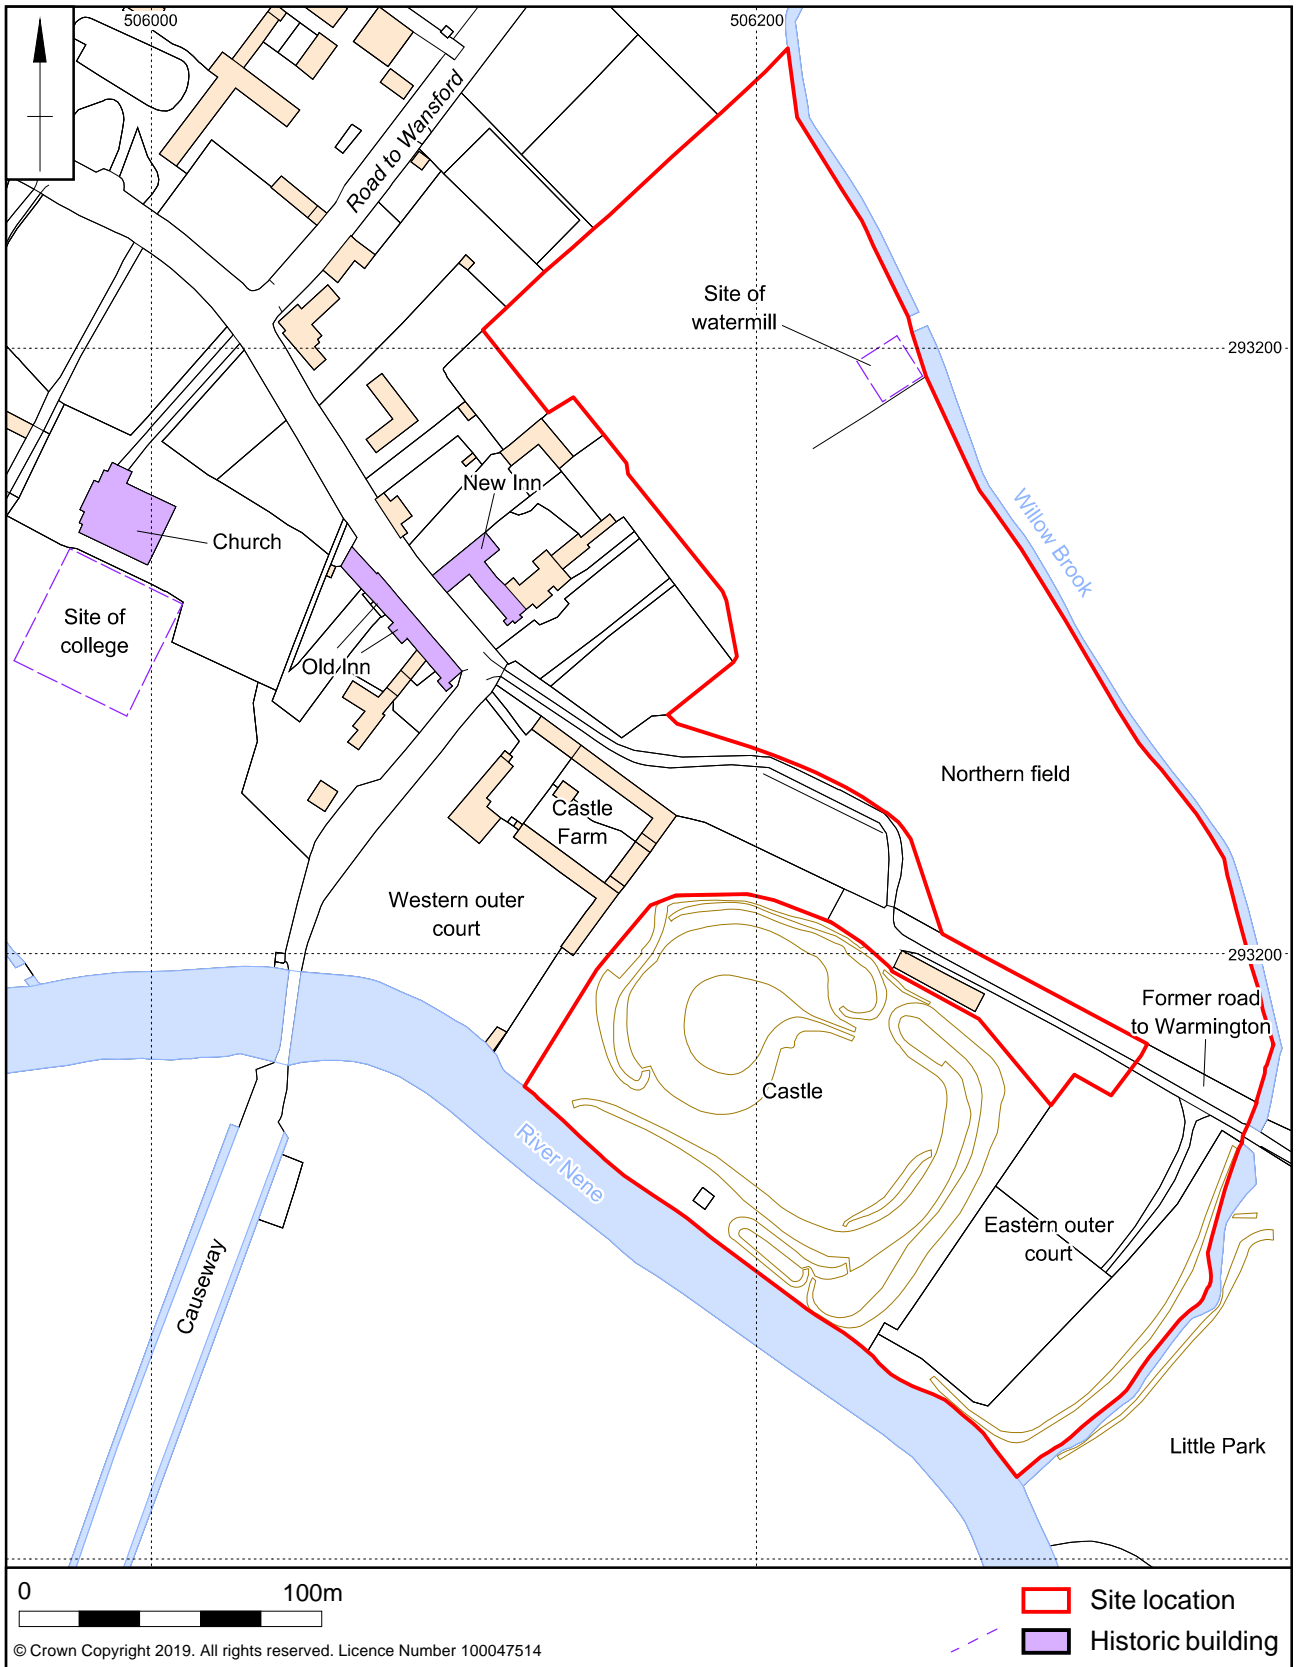 506000
506200
Road to Wansford
Site of
watermill
293200
New Inn
Willow Brook
Church
Site of
college
Old Inn
Northern field
Castle
Farm
Western outer
court
293200
Former road
to Warmington
Castle
River Nene
Eastern outer
court
Causeway
Little Park
0 100m
Site location
Historic building
© Crown Copyright 2019. All rights reserved. Licence Number 100047514